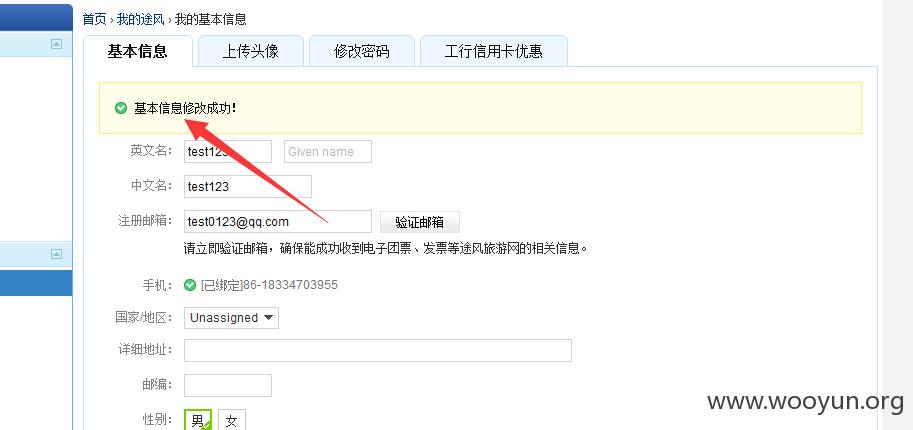 首页 › 我的途风 › 我的基本信息
基本信息 上传头像 修改密码 工行信用卡优惠
基本信息修改成功！
英文名： test123 Given name
中文名： test123
注册邮箱： test0123@qq.com 验证邮箱
请立即验证邮箱，确保能成功收到电子团票、发票等途风旅游网的相关信息。
手机： [已绑定]86-18334703955
国家/地区： Unassigned
详细地址：
邮编：
性别： 男 女
www.wooyun.org